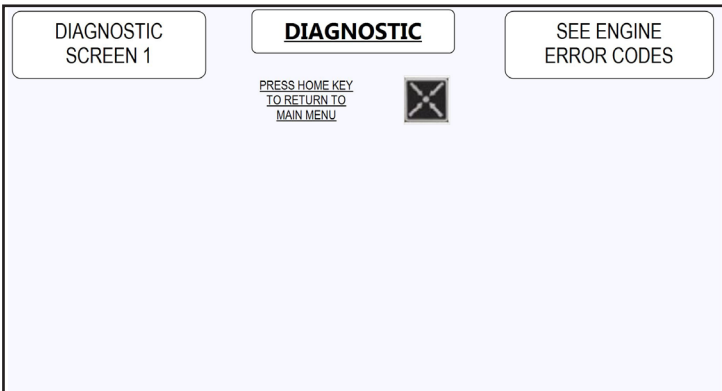 DIAGNOSTIC
SCREEN 1
DIAGNOSTIC
SEE ENGINE
ERROR CODES
PRESS HOME KEY
TO RETURN TO
MAIN MENU